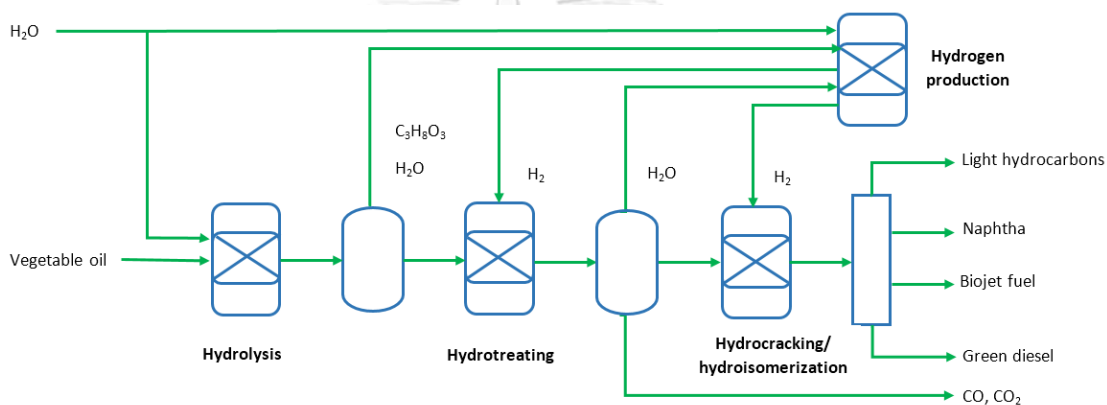 H₂O
Hydrogen
production
C₃H₈O₃
H₂O
H₂
H₂O
H₂
Light hydrocarbons
Naphtha
Vegetable oil
Biojet fuel
Hydrolysis
Hydrotreating
Hydrocracking/
hydroisomerization
Green diesel
CO, CO₂